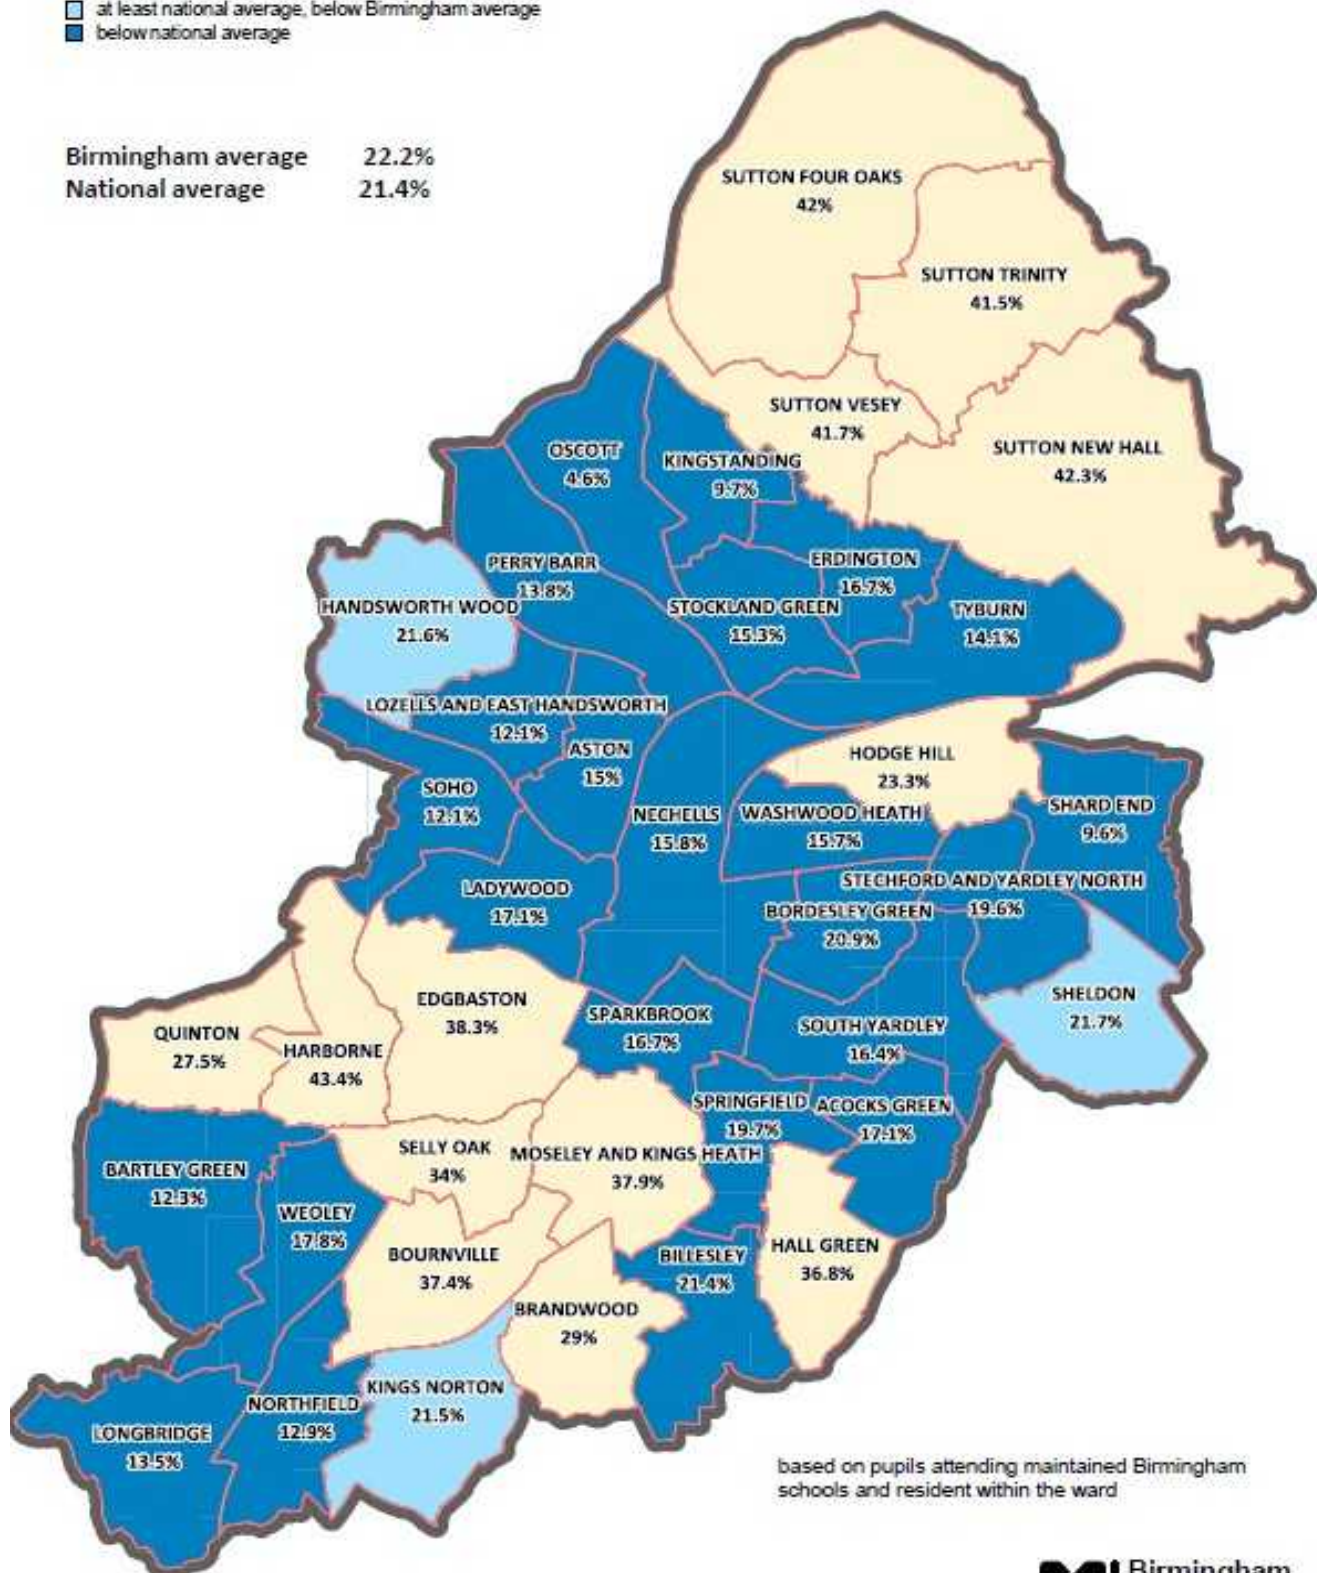 at least national average, below Birmingham average
below national average
Birmingham average 22.2%
National average 21.4%
SUTTON FOUR OAKS
42%
SUTTON TRINITY
41.5%
SUTTON VESEY
41.7%
SUTTON NEW HALL
42.3%
OSCOTT
4.6%
KINGSTANDING
9.7%
PERRY BARR
13.8%
ERDINGTON
16.7%
HANDSWORTH WOOD
21.6%
STOCKLAND GREEN
15.3%
TYBURN
14.1%
LOZELLS AND EAST HANDSWORTH
12.1%
ASTON
15%
HODGE HILL
23.3%
SOHO
12.1%
NECHELLS
15.8%
WASHWOOD HEATH
15.7%
SHARD END
9.6%
LADYWOOD
17.1%
STECHFORD AND YARDLEY NORTH
19.6%
BORDESLEY GREEN
20.9%
EDGBASTON
38.3%
SPARKBROOK
16.7%
SOUTH YARDLEY
16.4%
SHELDON
21.7%
QUINTON
27.5%
HARBORNE
43.4%
SPRINGFIELD
19.7%
ACOCKS GREEN
17.1%
SELLY OAK
34%
MOSELEY AND KINGS HEATH
37.9%
BARTLEY GREEN
12.3%
WEOLEY
17.8%
BOURNVILLE
37.4%
BILLESLEY
21.4%
HALL GREEN
36.8%
BRANDWOOD
29%
KINGS NORTON
21.5%
NORTHFIELD
12.9%
LONGBRIDGE
13.5%
based on pupils attending maintained Birmingham
schools and resident within the ward
Birmingham